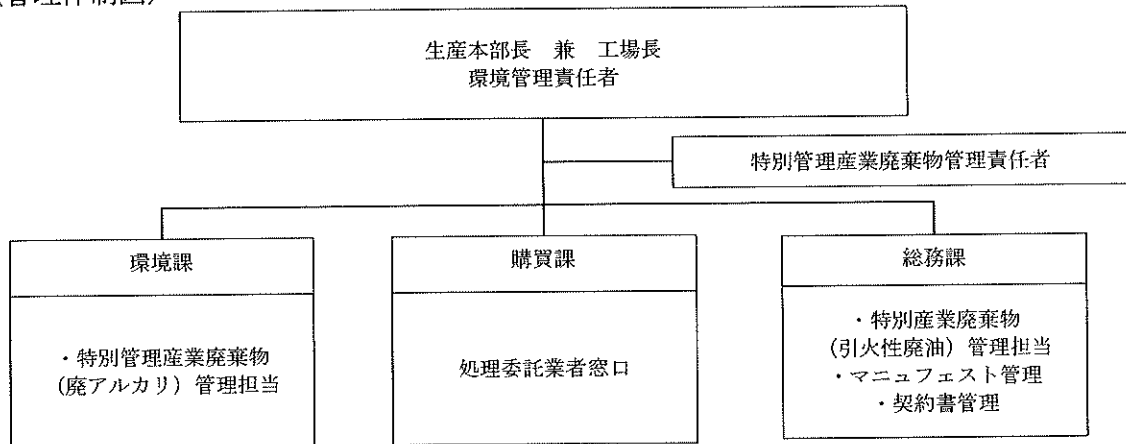 生産本部長　兼　工場長
環境管理責任者
特別管理産業廃棄物管理責任者
環境課
・特別管理産業廃棄物
(廃アルカリ) 管理担当
購買課
処理委託業者窓口
総務課
・特別産業廃棄物
(引火性廃油) 管理担当
・マニュフェスト管理
・契約書管理